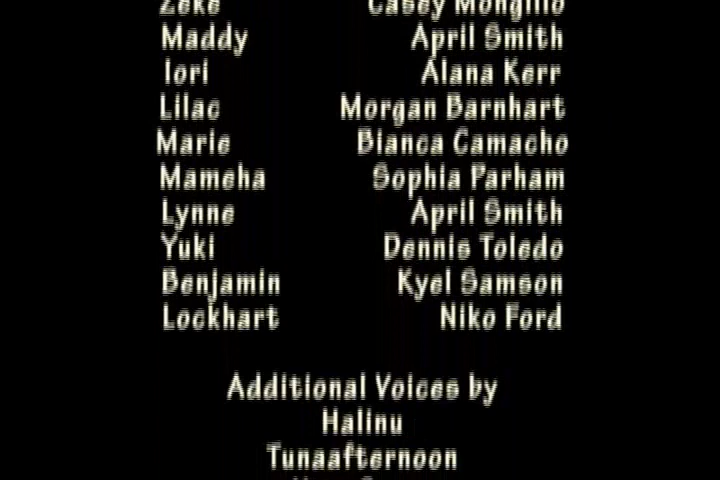 Zeke Casey Mongillo
Maddy April Smith
Iori Alana Kerr
Lilac Morgan Barnhart
Marie Bianca Camacho
Mameha Sophia Parham
Lynne April Smith
Yuki Dennis Toledo
Benjamin Kyel Samson
Lockhart Niko Ford
Additional Voices by
Halinu
Tunaafternoon